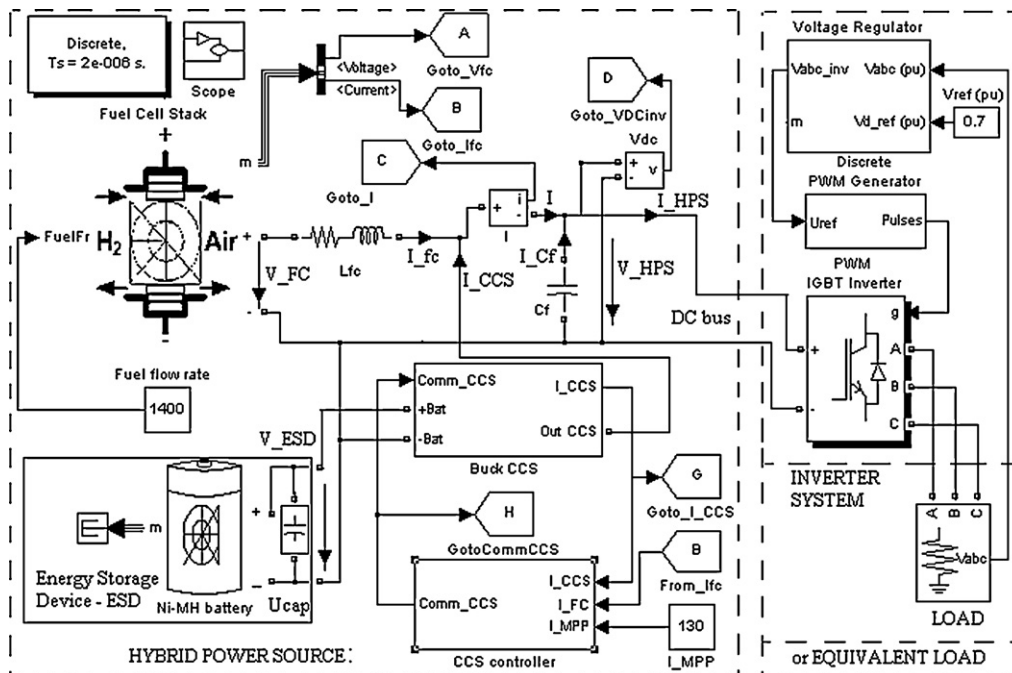 Discrete,
Ts = 2e-006 s.
Scope
Fuel Cell Stack
+
m
<Voltage>
<Current>
A
Goto_Vfc
B
Goto_Ifc
C
Goto_I
D
Goto_VDCinv
Vdc
+
-
v
FuelFr
H2
Air
+
-
-
V_FC
Lfc
I_fc
I_CCS
+
i
-
I
I
I_Cf
Cf
I_HPS
V_HPS
DC bus
Fuel flow rate
1400
V_ESD
Comm_CCS
+Bat
-Bat
I_CCS
Out CCS
Buck CCS
G
Goto_I_CCS
H
GotoCommCCS
B
From_Ifc
m
Energy Storage
Device - ESD
Ni-MH battery
+
-
Ucap
Comm_CCS
I_CCS
I_FC
I_MPP
CCS controller
130
I_MPP
HYBRID POWER SOURCE:
Voltage Regulator
Vabc_inv
Vabc (pu)
m
Vd_ref (pu)
Vref (pu)
0.7
Discrete
PWM Generator
Uref
Pulses
PWM
IGBT Inverter
g
+
-
A
B
C
INVERTER
SYSTEM
A
B
C
Vabc
LOAD
or EQUIVALENT LOAD